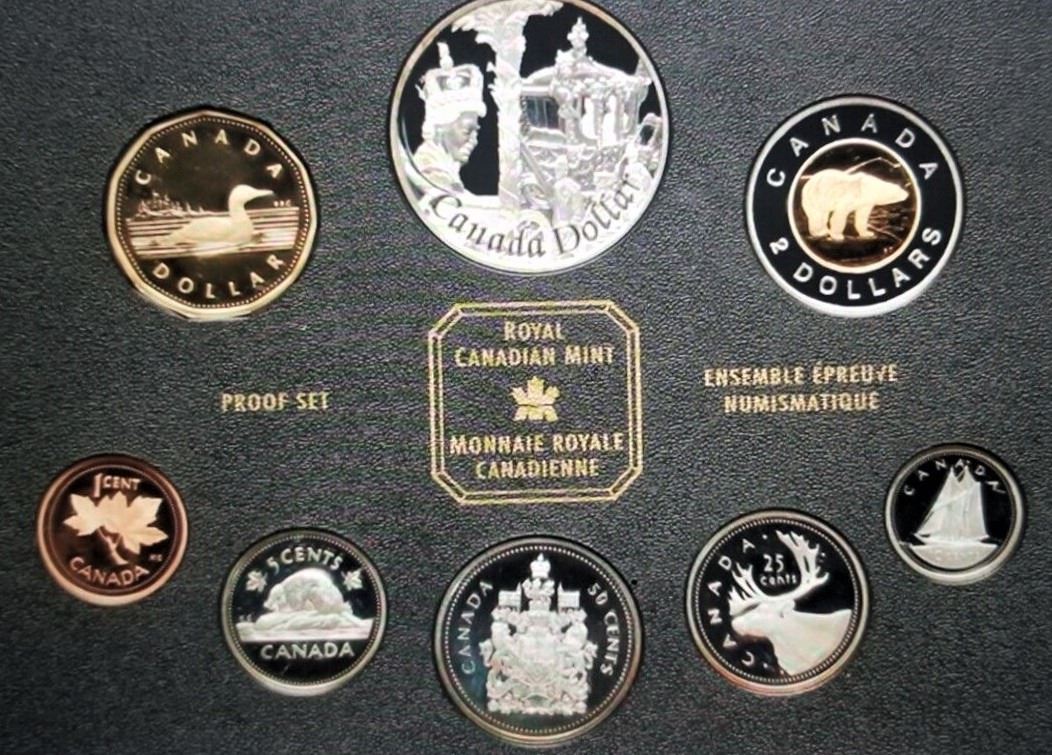 Canada Dollar
CANADA
DOLLAR
CANADA
2 DOLLARS
ROYAL
CANADIAN MINT
MONNAIE ROYALE
CANADIENNE
PROOF SET
ENSEMBLE ÉPREUVE
NUMISMATIQUE
1 CENT
CANADA
5 CENTS
CANADA
CANADA
50 CENTS
CANADA
25
cents
CANADA